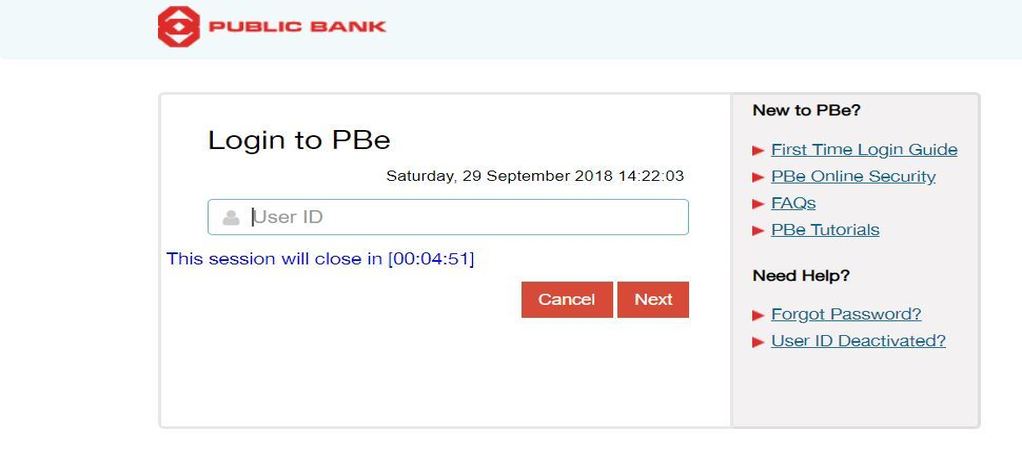 PUBLIC BANK
Login to PBe
Saturday, 29 September 2018 14:22:03
User ID
This session will close in [00:04:51]
Cancel
Next
New to PBe?
First Time Login Guide
PBe Online Security
FAQs
PBe Tutorials
Need Help?
Forgot Password?
User ID Deactivated?